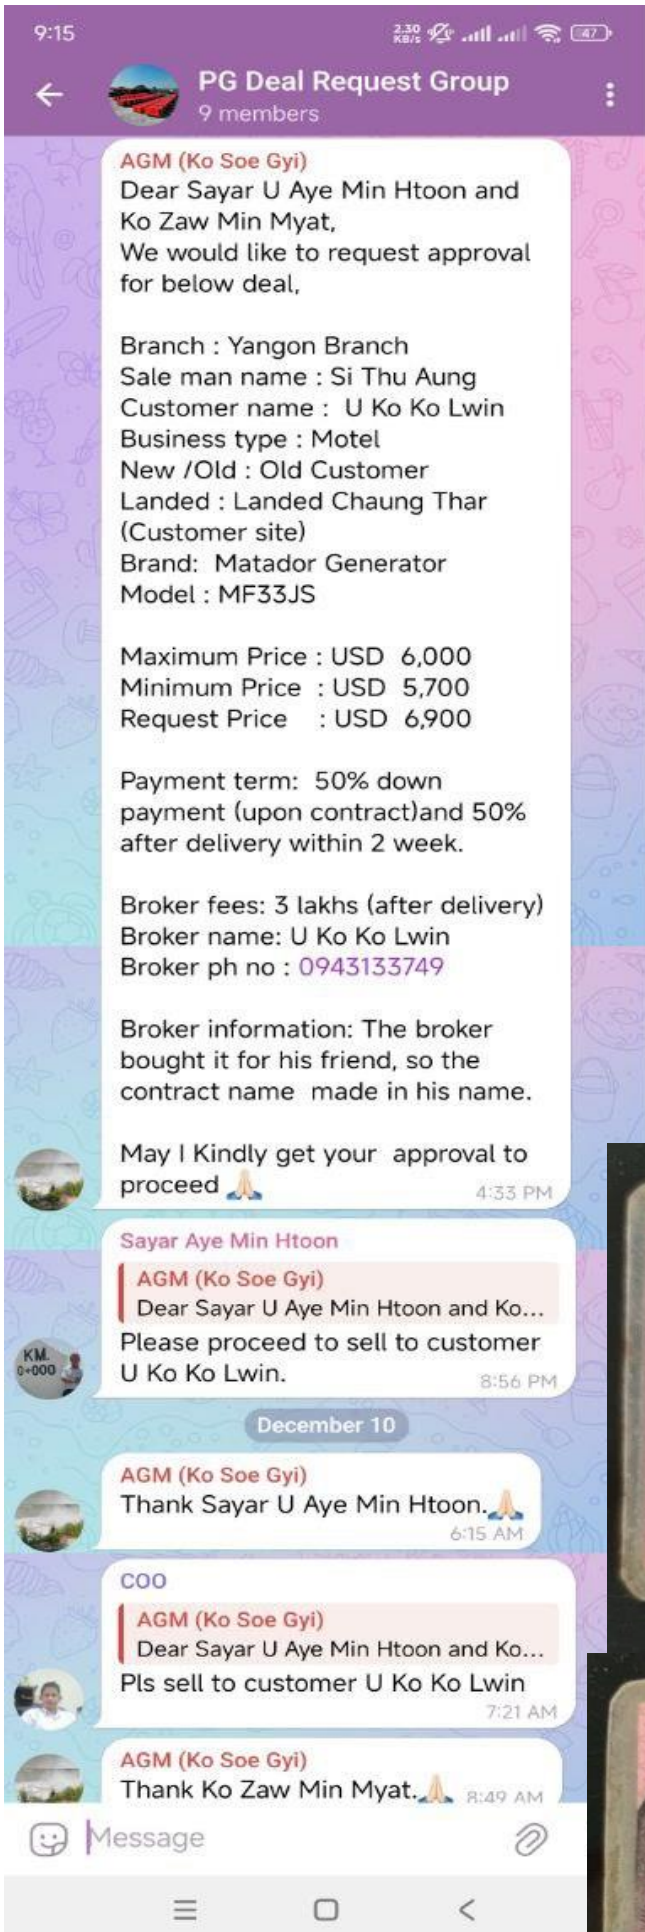 9:15
2.30
KB/s
47
PG Deal Request Group
9 members
AGM (Ko Soe Gyi)
Dear Sayar U Aye Min Htoon and
Ko Zaw Min Myat,
We would like to request approval
for below deal,
Branch : Yangon Branch
Sale man name : Si Thu Aung
Customer name :  U Ko Ko Lwin
Business type : Motel
New /Old : Old Customer
Landed : Landed Chaung Thar
(Customer site)
Brand:  Matador Generator
Model : MF33JS
Maximum Price : USD  6,000
Minimum Price  : USD  5,700
Request Price   : USD  6,900
Payment term:  50% down
payment (upon contract)and 50%
after delivery within 2 week.
Broker fees: 3 lakhs (after delivery)
Broker name: U Ko Ko Lwin
Broker ph no : 0943133749
Broker information: The broker
bought it for his friend, so the
contract name  made in his name.
May I Kindly get your  approval to
proceed 🙏🏻
4:33 PM
Sayar Aye Min Htoon
AGM (Ko Soe Gyi)
Dear Sayar U Aye Min Htoon and Ko...
Please proceed to sell to customer
U Ko Ko Lwin.
8:56 PM
KM.
0+000
December 10
AGM (Ko Soe Gyi)
Thank Sayar U Aye Min Htoon.🙏🏻
6:15 AM
COO
AGM (Ko Soe Gyi)
Dear Sayar U Aye Min Htoon and Ko...
Pls sell to customer U Ko Ko Lwin
7:21 AM
AGM (Ko Soe Gyi)
Thank Ko Zaw Min Myat.🙏🏻 8:49 AM
Message